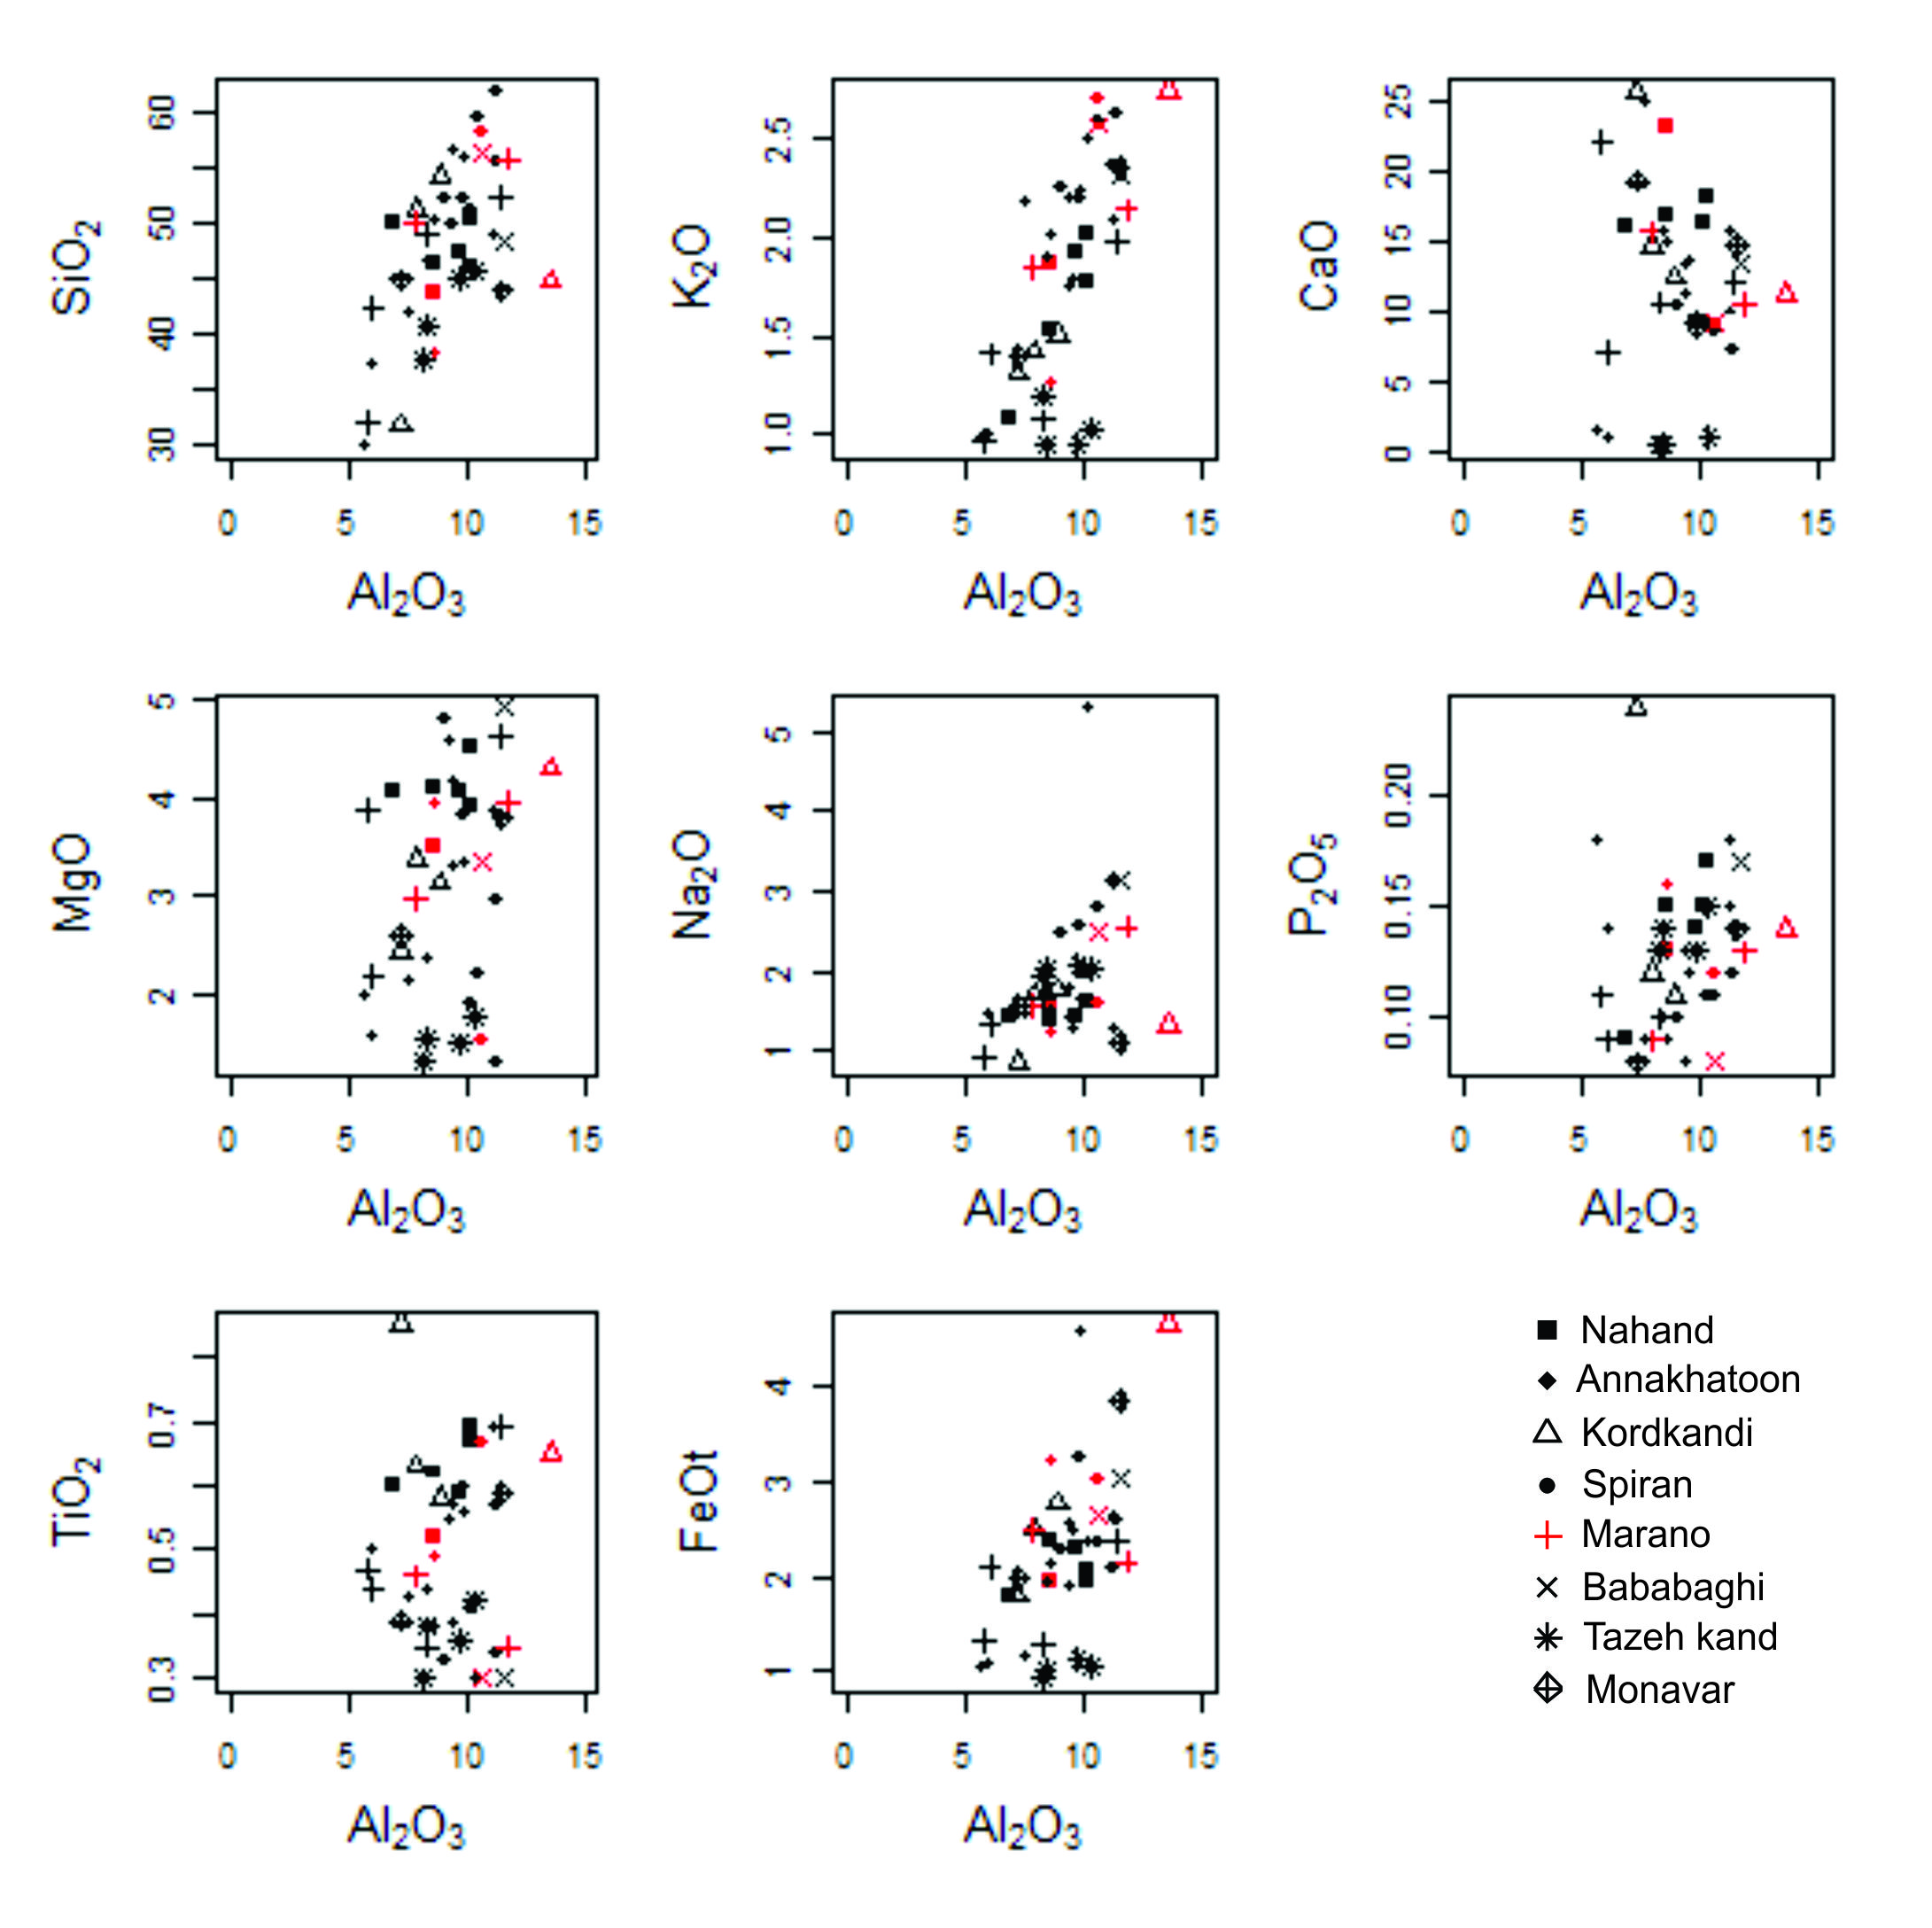 SiO2
60
50
40
30
0 5 10 15
Al2O3
K2O
2.5
2.0
1.5
1.0
0 5 10 15
Al2O3
CaO
25
20
15
10
5
0
0 5 10 15
Al2O3
MgO
5
4
3
2
0 5 10 15
Al2O3
Na2O
5
4
3
2
1
0 5 10 15
Al2O3
P2O5
0.20
0.15
0.10
0 5 10 15
Al2O3
TiO2
0.7
0.5
0.3
0 5 10 15
Al2O3
FeOt
4
3
2
1
0 5 10 15
Al2O3
Nahand
Annakhatoon
Kordkandi
Spiran
Marano
Bababaghi
Tazeh kand
Monavar